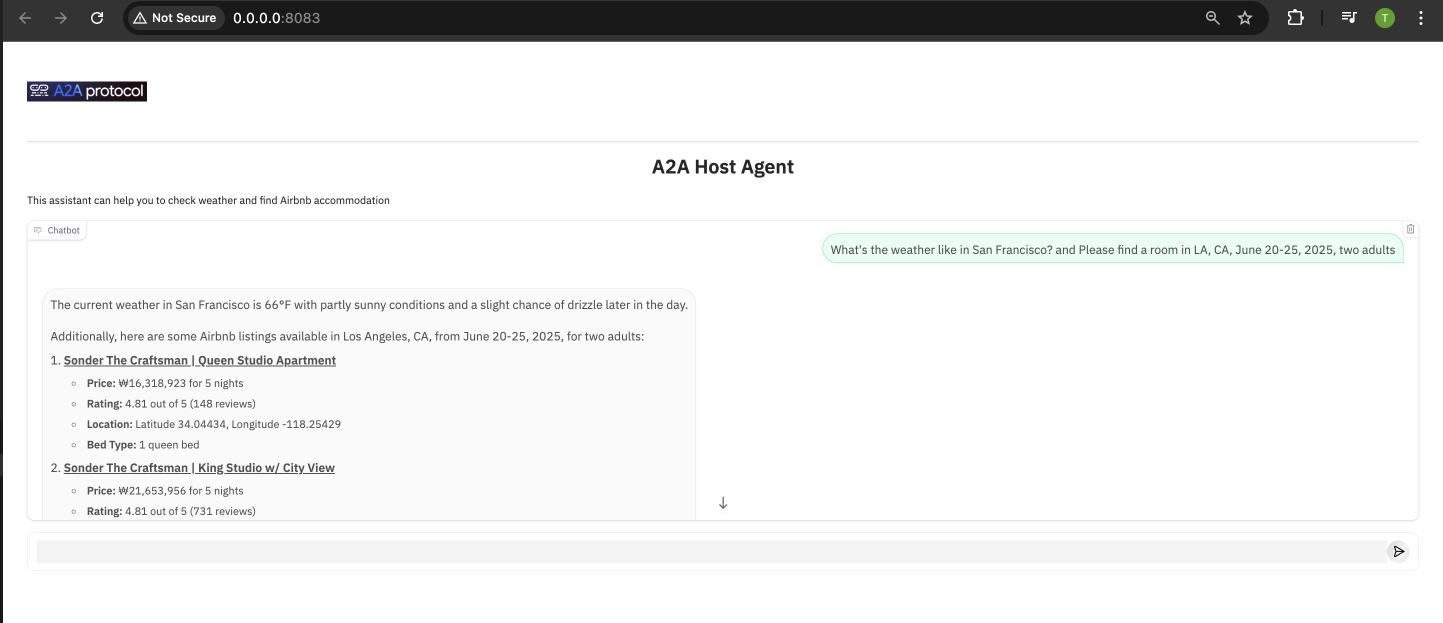 Not Secure 0.0.0.0:8083
T
A2A protocol
A2A Host Agent
This assistant can help you to check weather and find Airbnb accommodation
Chatbot
What's the weather like in San Francisco? and Please find a room in LA, CA, June 20-25, 2025, two adults
The current weather in San Francisco is 66°F with partly sunny conditions and a slight chance of drizzle later in the day.
Additionally, here are some Airbnb listings available in Los Angeles, CA, from June 20-25, 2025, for two adults:
1. Sonder The Craftsman | Queen Studio Apartment
Price: ₩16,318,923 for 5 nights
Rating: 4.81 out of 5 (148 reviews)
Location: Latitude 34.04434, Longitude -118.25429
Bed Type: 1 queen bed
2. Sonder The Craftsman | King Studio w/ City View
Price: ₩21,653,956 for 5 nights
Rating: 4.81 out of 5 (731 reviews)